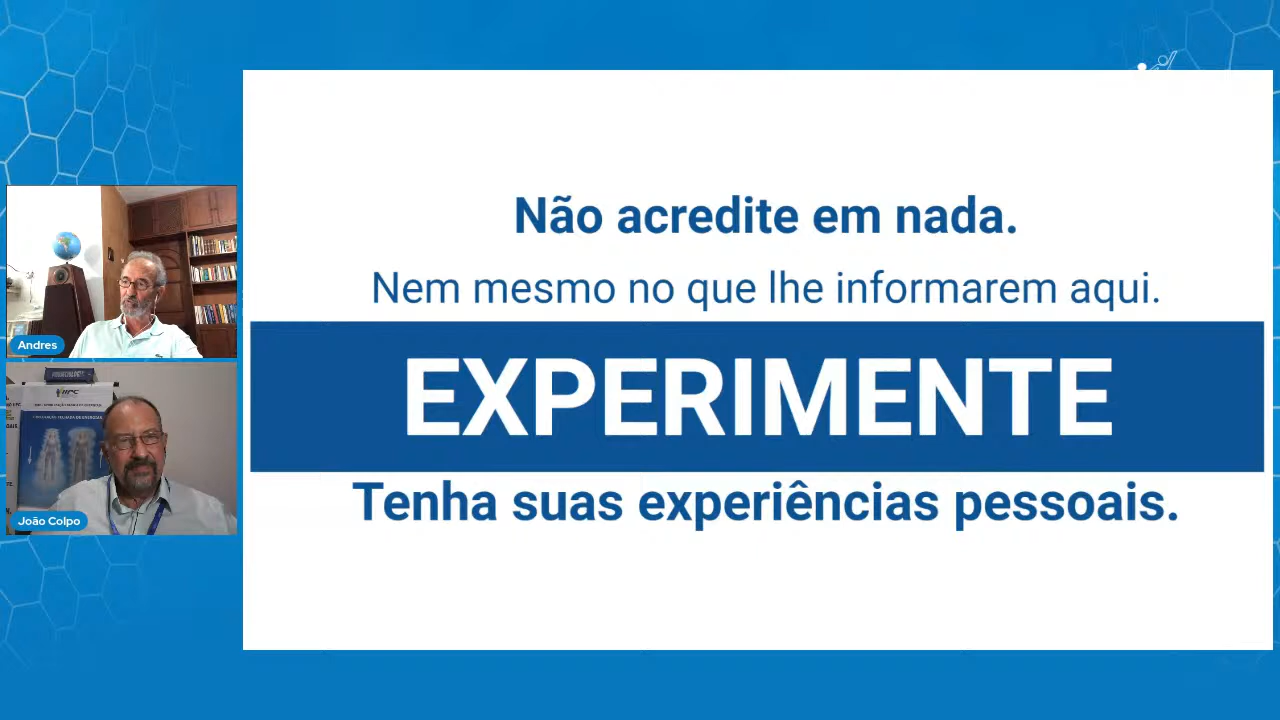 Não acredite em nada.
Nem mesmo no que lhe informarem aqui.
EXPERIMENTE
Tenha suas experiências pessoais.
Andres
IIPC
João Colpo